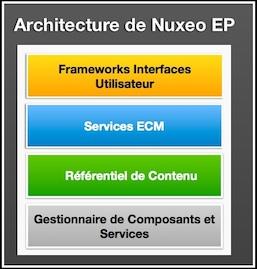 Architecture de Nuxeo EP
Frameworks Interfaces
Utilisateur
Services ECM
Référentiel de Contenu
Gestionnaire de Composants et
Services